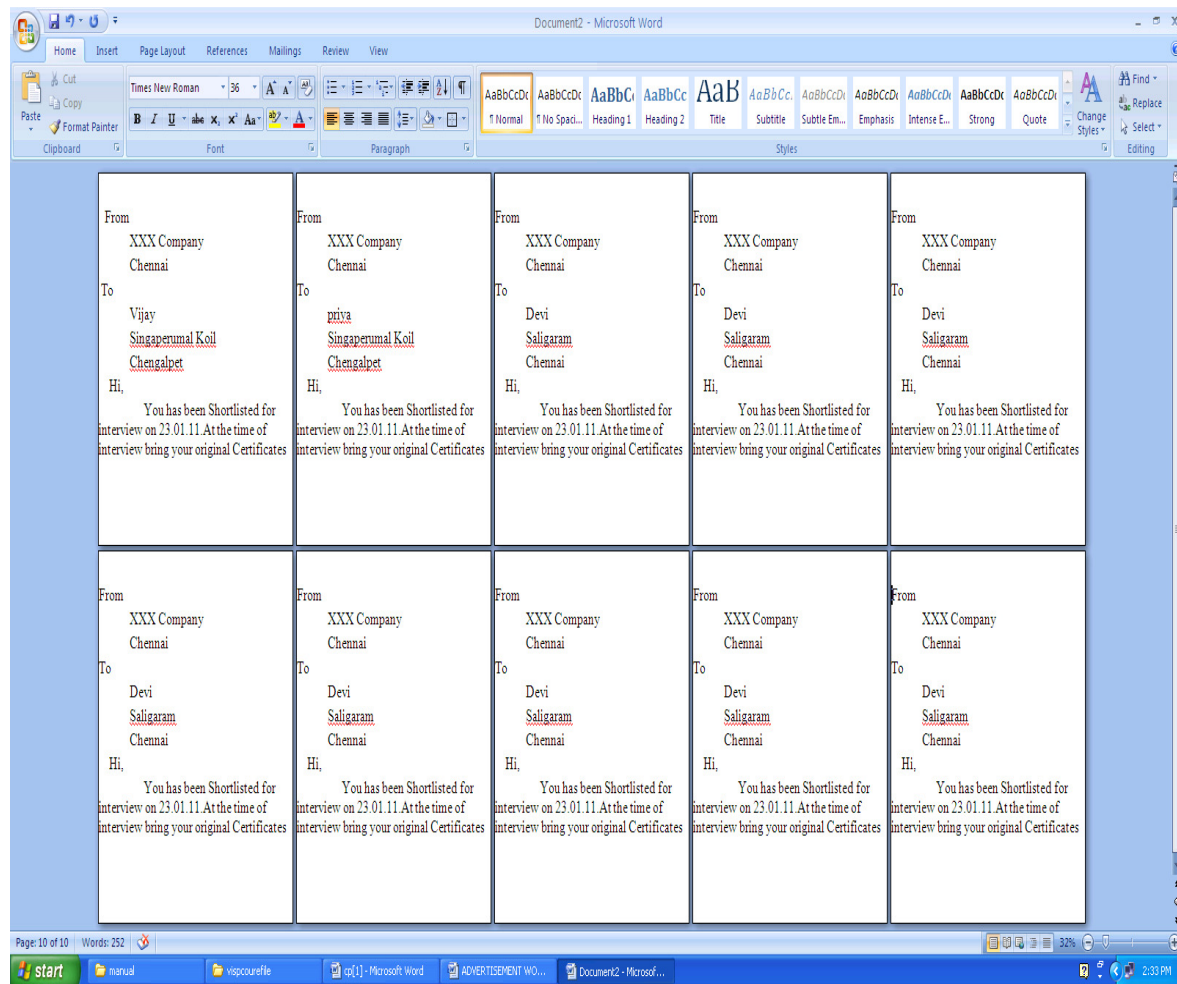 Document2 - Microsoft Word
Home Insert Page Layout References Mailings Review View
Paste
Cut
Copy
Format Painter
Clipboard
Times New Roman 36
Font
Paragraph
AaBbCcDc AaBbCcDc AaBbC AaBbCc AaB AaBbCc. AaBbCcDc AaBbCcDc AaBbCcDc AaBbCcDc AaBbCcDc
¶ Normal ¶ No Spaci... Heading 1 Heading 2 Title Subtitle Subtle Em... Emphasis Intense E... Strong Quote
Change Styles
Styles
Find
Replace
Select
Editing
From
XXX Company
Chennai
To
Vijay
Singaperumal Koil
Chengalpet
Hi,
You has been Shortlisted for
interview on 23.01.11.At the time of
interview bring your original Certificates
From
XXX Company
Chennai
To
priya
Singaperumal Koil
Chengalpet
Hi,
You has been Shortlisted for
interview on 23.01.11.At the time of
interview bring your original Certificates
From
XXX Company
Chennai
To
Devi
Saligaram
Chennai
Hi,
You has been Shortlisted for
interview on 23.01.11.At the time of
interview bring your original Certificates
From
XXX Company
Chennai
To
Devi
Saligaram
Chennai
Hi,
You has been Shortlisted for
interview on 23.01.11.At the time of
interview bring your original Certificates
From
XXX Company
Chennai
To
Devi
Saligaram
Chennai
Hi,
You has been Shortlisted for
interview on 23.01.11.At the time of
interview bring your original Certificates
From
XXX Company
Chennai
To
Devi
Saligaram
Chennai
Hi,
You has been Shortlisted for
interview on 23.01.11.At the time of
interview bring your original Certificates
From
XXX Company
Chennai
To
Devi
Saligaram
Chennai
Hi,
You has been Shortlisted for
interview on 23.01.11.At the time of
interview bring your original Certificates
From
XXX Company
Chennai
To
Devi
Saligaram
Chennai
Hi,
You has been Shortlisted for
interview on 23.01.11.At the time of
interview bring your original Certificates
From
XXX Company
Chennai
To
Devi
Saligaram
Chennai
Hi,
You has been Shortlisted for
interview on 23.01.11.At the time of
interview bring your original Certificates
From
XXX Company
Chennai
To
Devi
Saligaram
Chennai
Hi,
You has been Shortlisted for
interview on 23.01.11.At the time of
interview bring your original Certificates
Page: 10 of 10 Words: 252 32%
start manual vispcourefile cp[1] - Microsoft Word ADVERTISEMENT WO... Document2 - Microsof... 2:33 PM